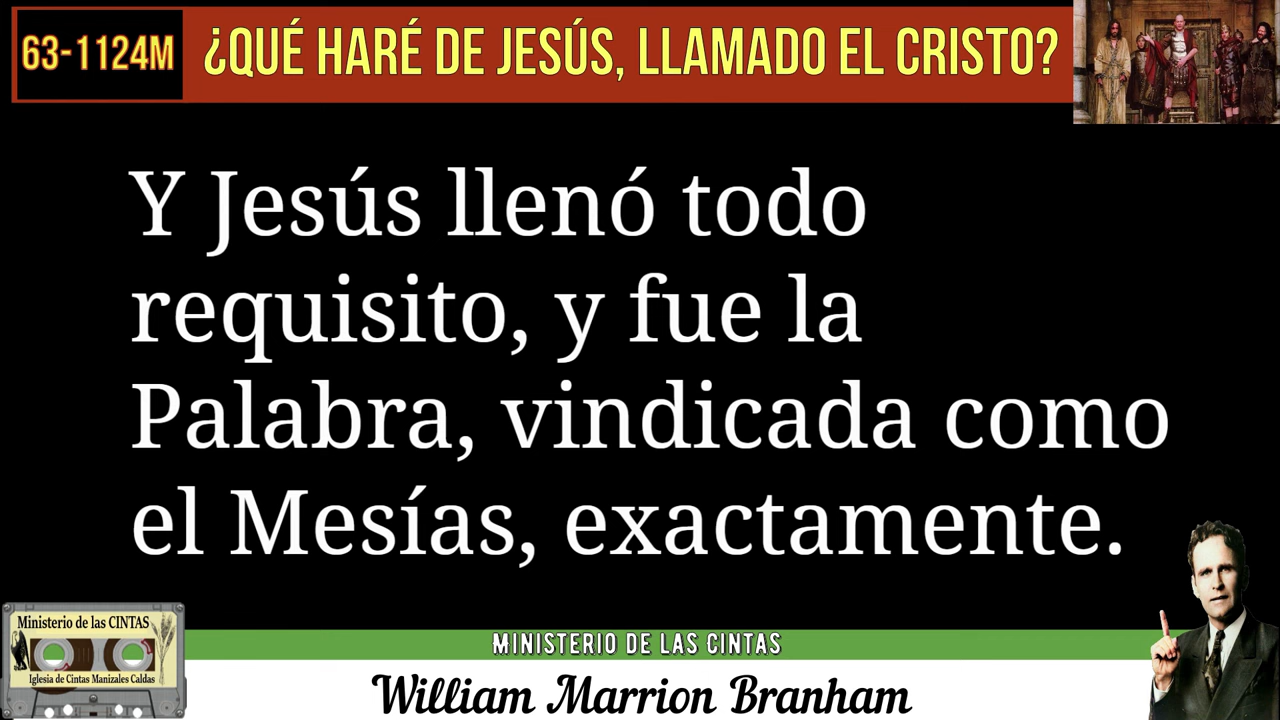 63-1124M
¿QUÉ HARÉ DE JESÚS, LLAMADO EL CRISTO?
Y Jesús llenó todo
requisito, y fue la
Palabra, vindicada como
el Mesías, exactamente.
Ministerio de las CINTAS
Iglesia de Cintas Manizales Caldas
MINISTERIO DE LAS CINTAS
William Marrion Branham